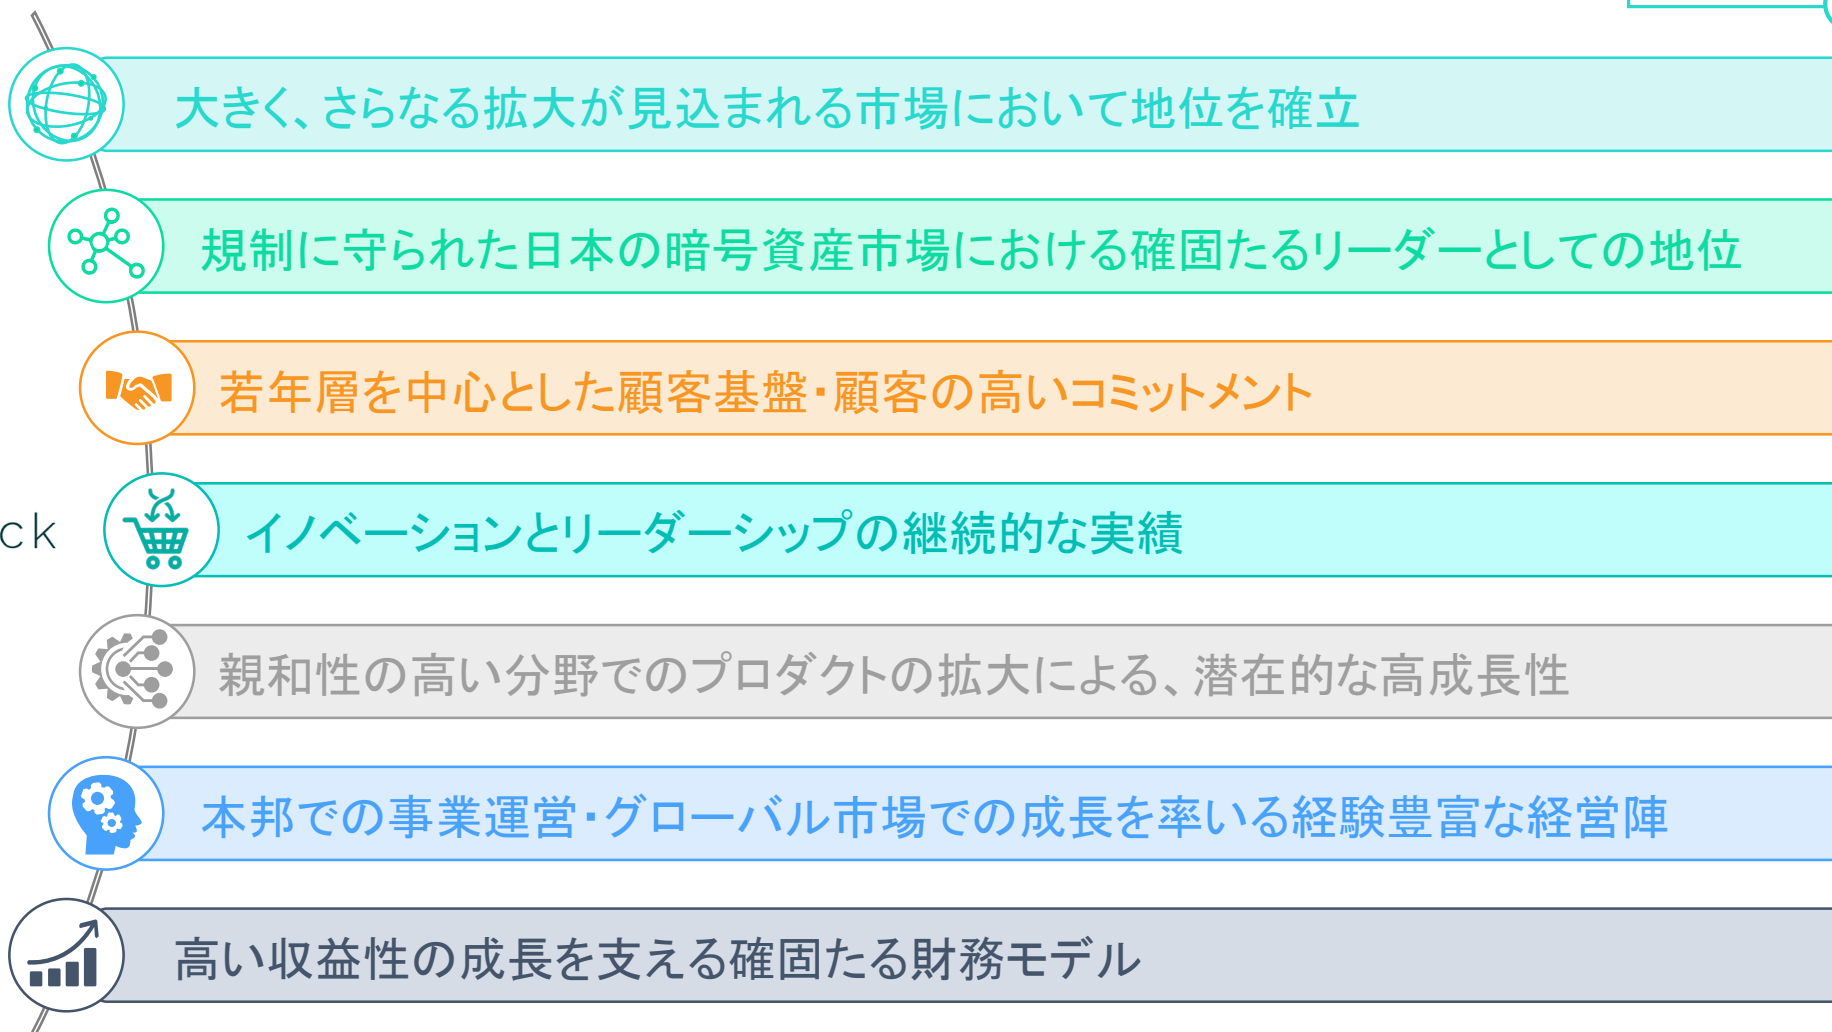 大きく、さらなる拡大が見込まれる市場において地位を確立
規制に守られた日本の暗号資産市場における確固たるリーダーとしての地位
若年層を中心とした顧客基盤・顧客の高いコミットメント
ck
イノベーションとリーダーシップの継続的な実績
親和性の高い分野でのプロダクトの拡大による、潜在的な高成長性
本邦での事業運営・グローバル市場での成長を率いる経験豊富な経営陣
高い収益性の成長を支える確固たる財務モデル